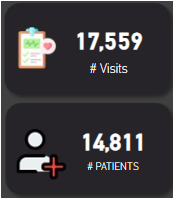 17,559
# Visits
14,811
# PATIENTS